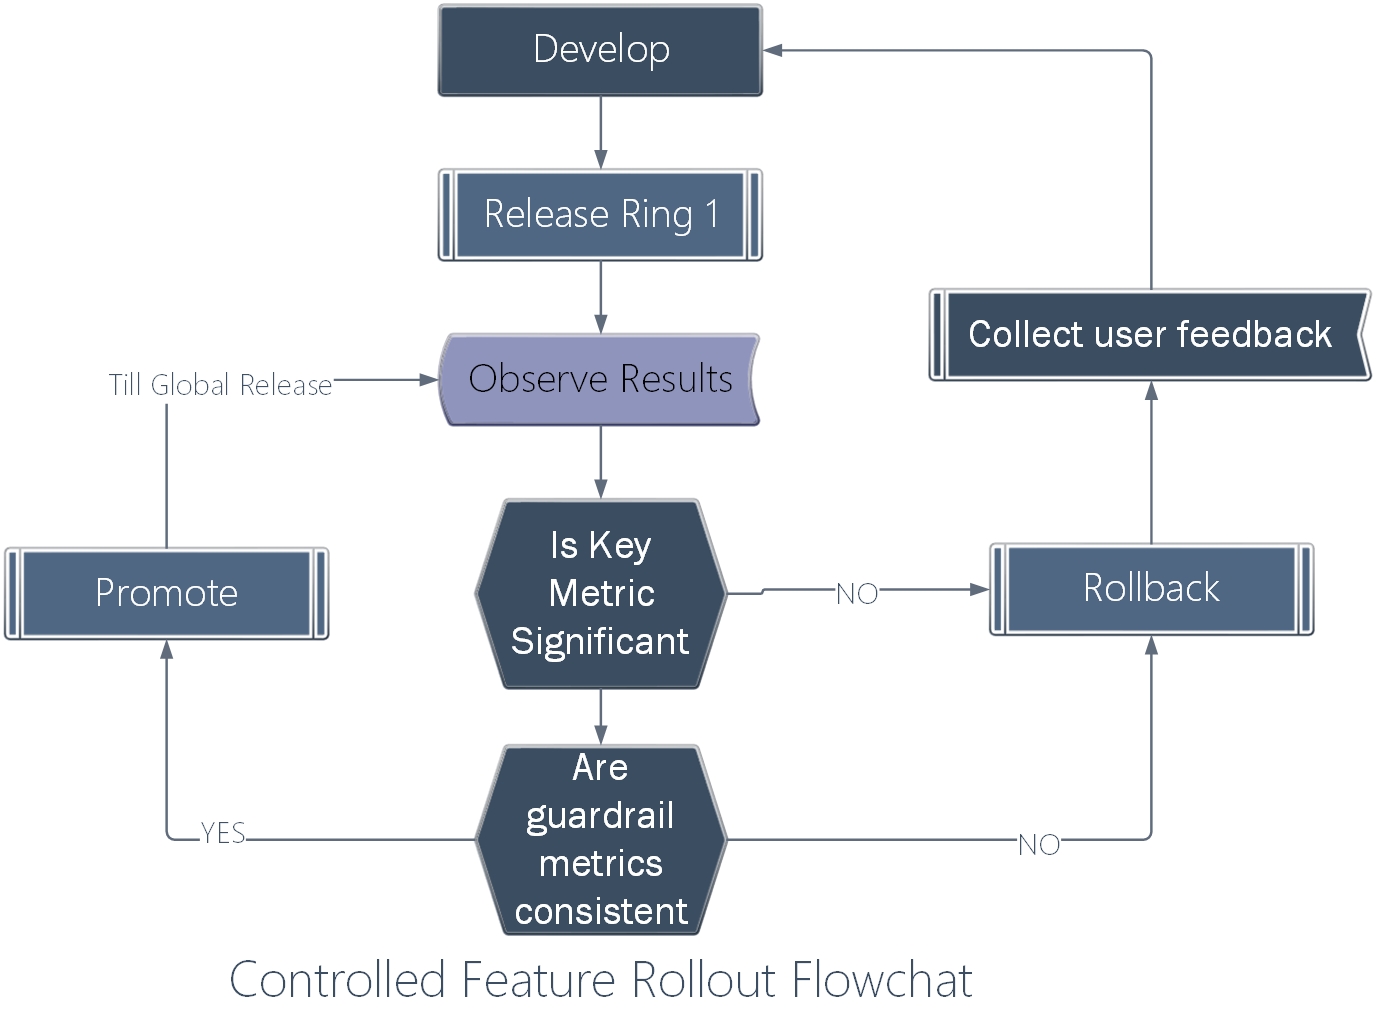 Develop
Release Ring 1
Collect user feedback
Till Global Release
Observe Results
Is Key
Metric
Significant
NO
Rollback
Promote
Are
guardrail
metrics
consistent
YES
NO
Controlled Feature Rollout Flowchat